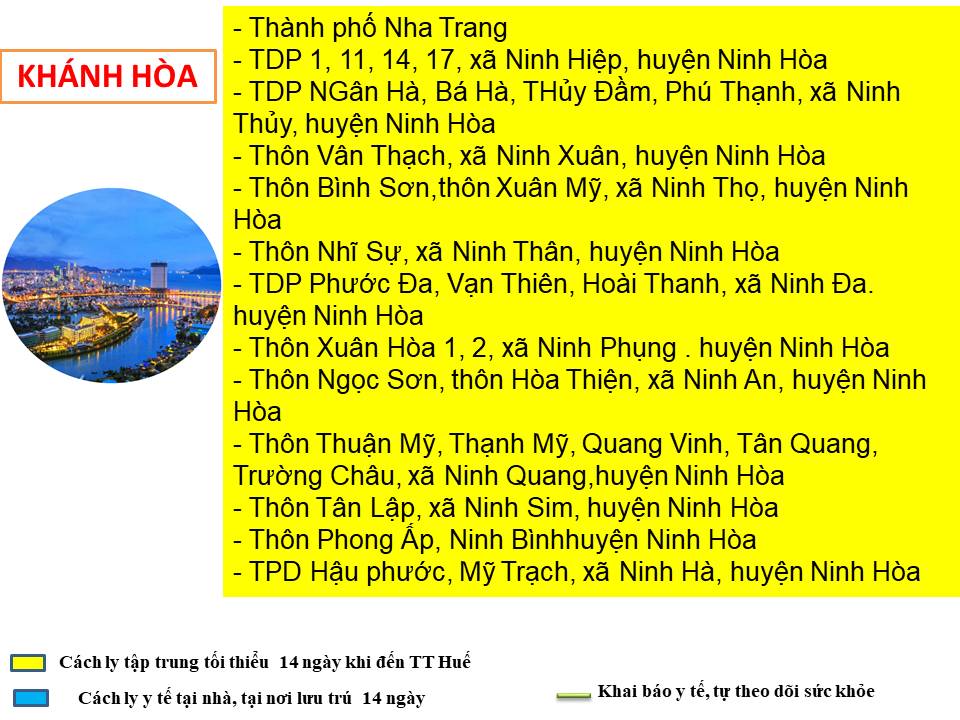 KHÁNH HÒA
- Thành phố Nha Trang
- TDP 1, 11, 14, 17, xã Ninh Hiệp, huyện Ninh Hòa
- TDP NGân Hà, Bá Hà, THủy Đầm, Phú Thạnh, xã Ninh
Thủy, huyện Ninh Hòa
- Thôn Vân Thạch, xã Ninh Xuân, huyện Ninh Hòa
- Thôn Bình Sơn,thôn Xuân Mỹ, xã Ninh Thọ, huyện Ninh
Hòa
- Thôn Nhĩ Sự, xã Ninh Thân, huyện Ninh Hòa
- TDP Phước Đa, Vạn Thiên, Hoài Thanh, xã Ninh Đa.
huyện Ninh Hòa
- Thôn Xuân Hòa 1, 2, xã Ninh Phụng . huyện Ninh Hòa
- Thôn Ngọc Sơn, thôn Hòa Thiện, xã Ninh An, huyện Ninh
Hòa
- Thôn Thuận Mỹ, Thạnh Mỹ, Quang Vinh, Tân Quang,
Trường Châu, xã Ninh Quang,huyện Ninh Hòa
- Thôn Tân Lập, xã Ninh Sim, huyện Ninh Hòa
- Thôn Phong Ấp, Ninh Bìnhhuyện Ninh Hòa
- TPD Hậu phước, Mỹ Trạch, xã Ninh Hà, huyện Ninh Hòa
Cách ly tập trung tối thiểu 14 ngày khi đến TT Huế
Cách ly y tế tại nhà, tại nơi lưu trú 14 ngày
Khai báo y tế, tự theo dõi sức khỏe